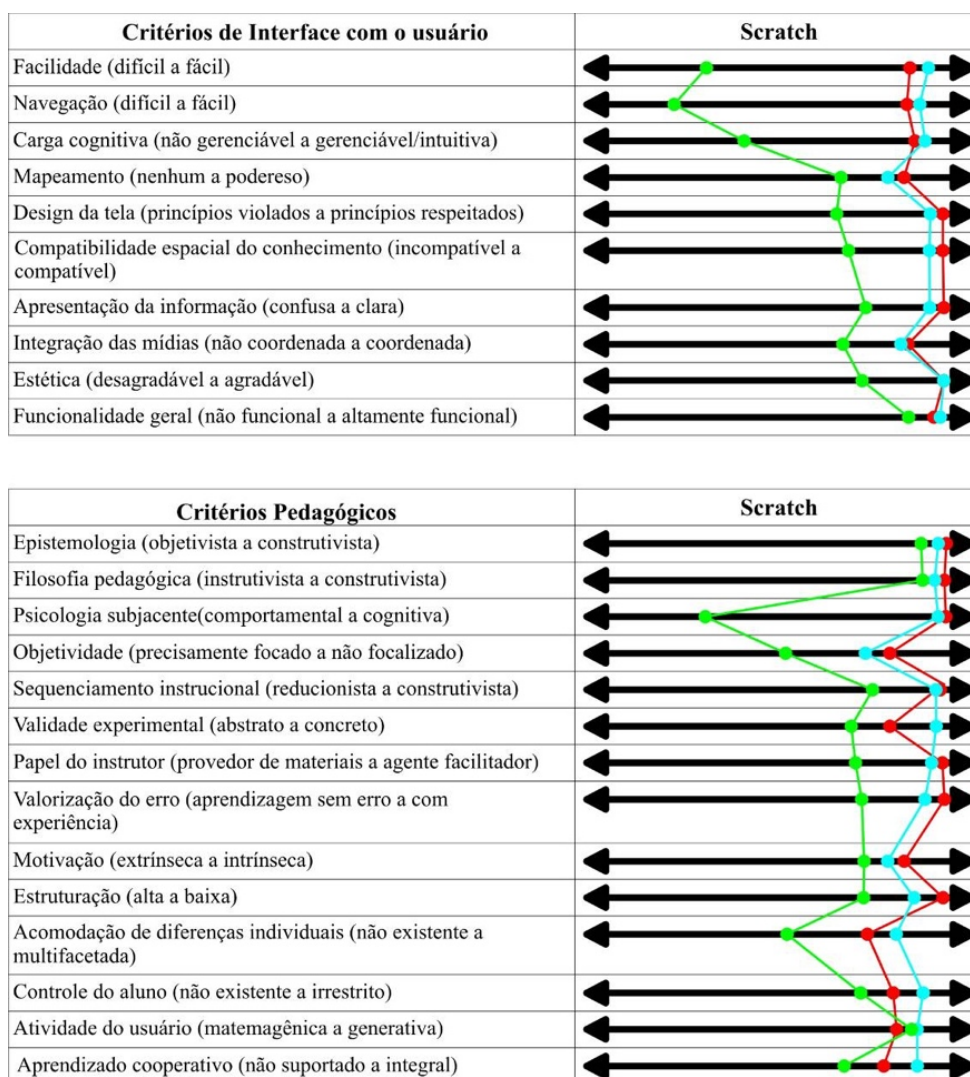 Critérios de Interface com o usuário Scratch
Facilidade (difícil a fácil)
Navegação (difícil a fácil)
Carga cognitiva (não gerenciável a gerenciável/intuitiva)
Mapeamento (nenhum a podereso)
Design da tela (princípios violados a princípios respeitados)
Compatibilidade espacial do conhecimento (incompatível a
compatível)
Apresentação da informação (confusa a clara)
Integração das mídias (não coordenada a coordenada)
Estética (desagradável a agradável)
Funcionalidade geral (não funcional a altamente funcional)
Critérios Pedagógicos Scratch
Epistemologia (objetivista a construtivista)
Filosofia pedagógica (instrutivista a construtivista)
Psicologia subjacente(comportamental a cognitiva)
Objetividade (precisamente focado a não focalizado)
Sequenciamento instrucional (reducionista a construtivista)
Validade experimental (abstrato a concreto)
Papel do instrutor (provedor de materiais a agente facilitador)
Valorização do erro (aprendizagem sem erro a com
experiência)
Motivação (extrínseca a intrínseca)
Estruturação (alta a baixa)
Acomodação de diferenças individuais (não existente a
multifacetada)
Controle do aluno (não existente a irrestrito)
Atividade do usuário (matemagênica a generativa)
Aprendizado cooperativo (não suportado a integral)